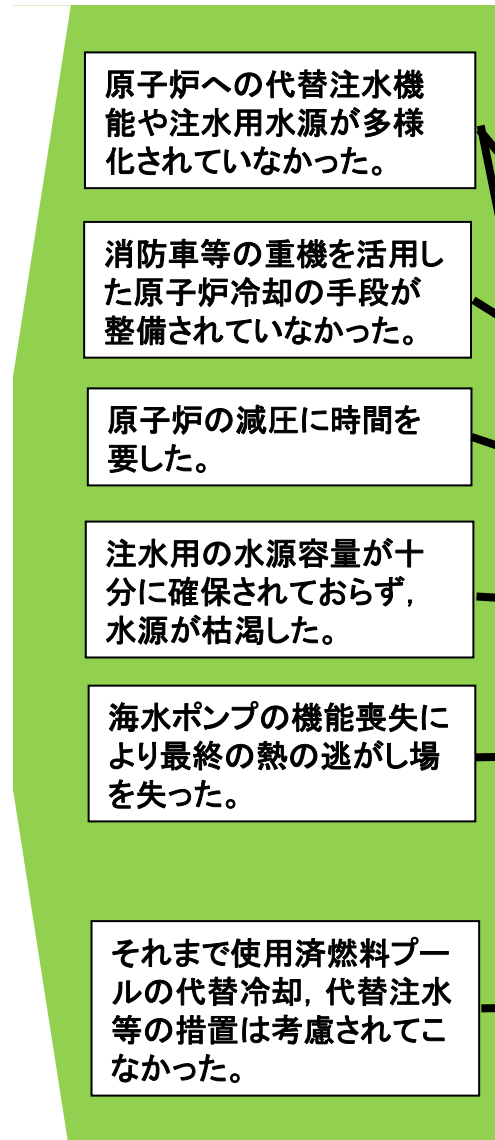 原子炉への代替注水機
能や注水用水源が多様
化されていなかった。
消防車等の重機を活用し
た原子炉冷却の手段が
整備されていなかった。
原子炉の減圧に時間を
要した。
注水用の水源容量が十
分に確保されておらず,
水源が枯渇した。
海水ポンプの機能喪失に
より最終の熱の逃がし場
を失った。
それまで使用済燃料プー
ルの代替冷却, 代替注水
等の措置は考慮されてこ
なかった。